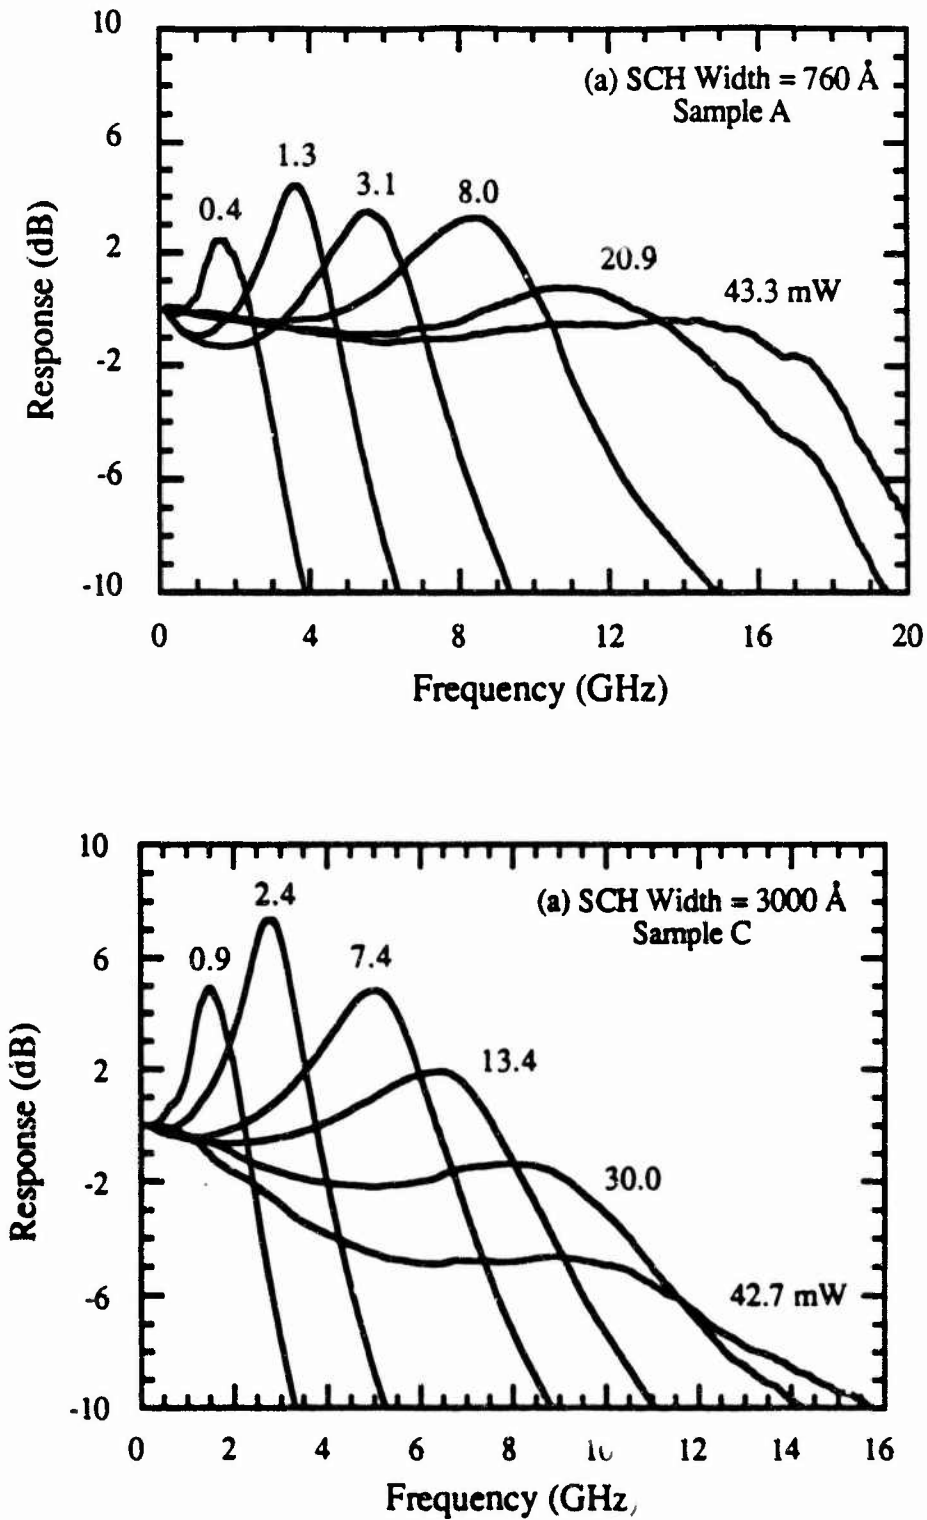 10
(a) SCH Width = 760 Å
Sample A
6
1.3
3.1
8.0
0.4
2
20.9
43.3 mW
Response (dB)
-2
-6
-10
0 4 8 12 16 20
Frequency (GHz)
10
2.4
(a) SCH Width = 3000 Å
Sample C
6
0.9
7.4
2
13.4
Response (dB)
-2
30.0
-6
42.7 mW
-10
0 2 4 6 8 10 12 14 16
Frequency (GHz)